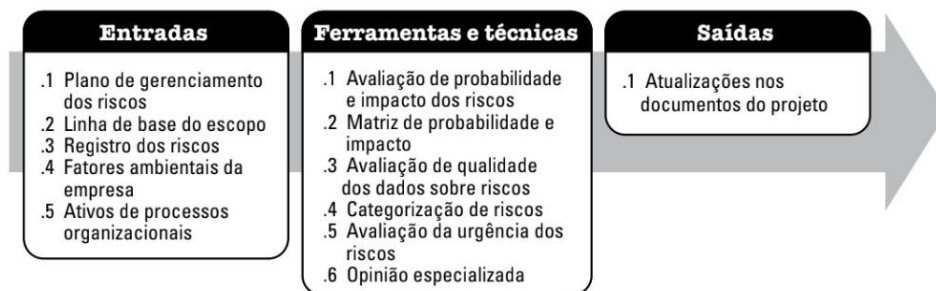 Entradas
.1 Plano de gerenciamento
dos riscos
.2 Linha de base do escopo
.3 Registro dos riscos
.4 Fatores ambientais da
empresa
.5 Ativos de processos
organizacionais
Ferramentas e técnicas
.1 Avaliação de probabilidade
e impacto dos riscos
.2 Matriz de probabilidade e
impacto
.3 Avaliação de qualidade
dos dados sobre riscos
.4 Categorização de riscos
.5 Avaliação da urgência dos
riscos
.6 Opinião especializada
Saídas
.1 Atualizações nos
documentos do projeto